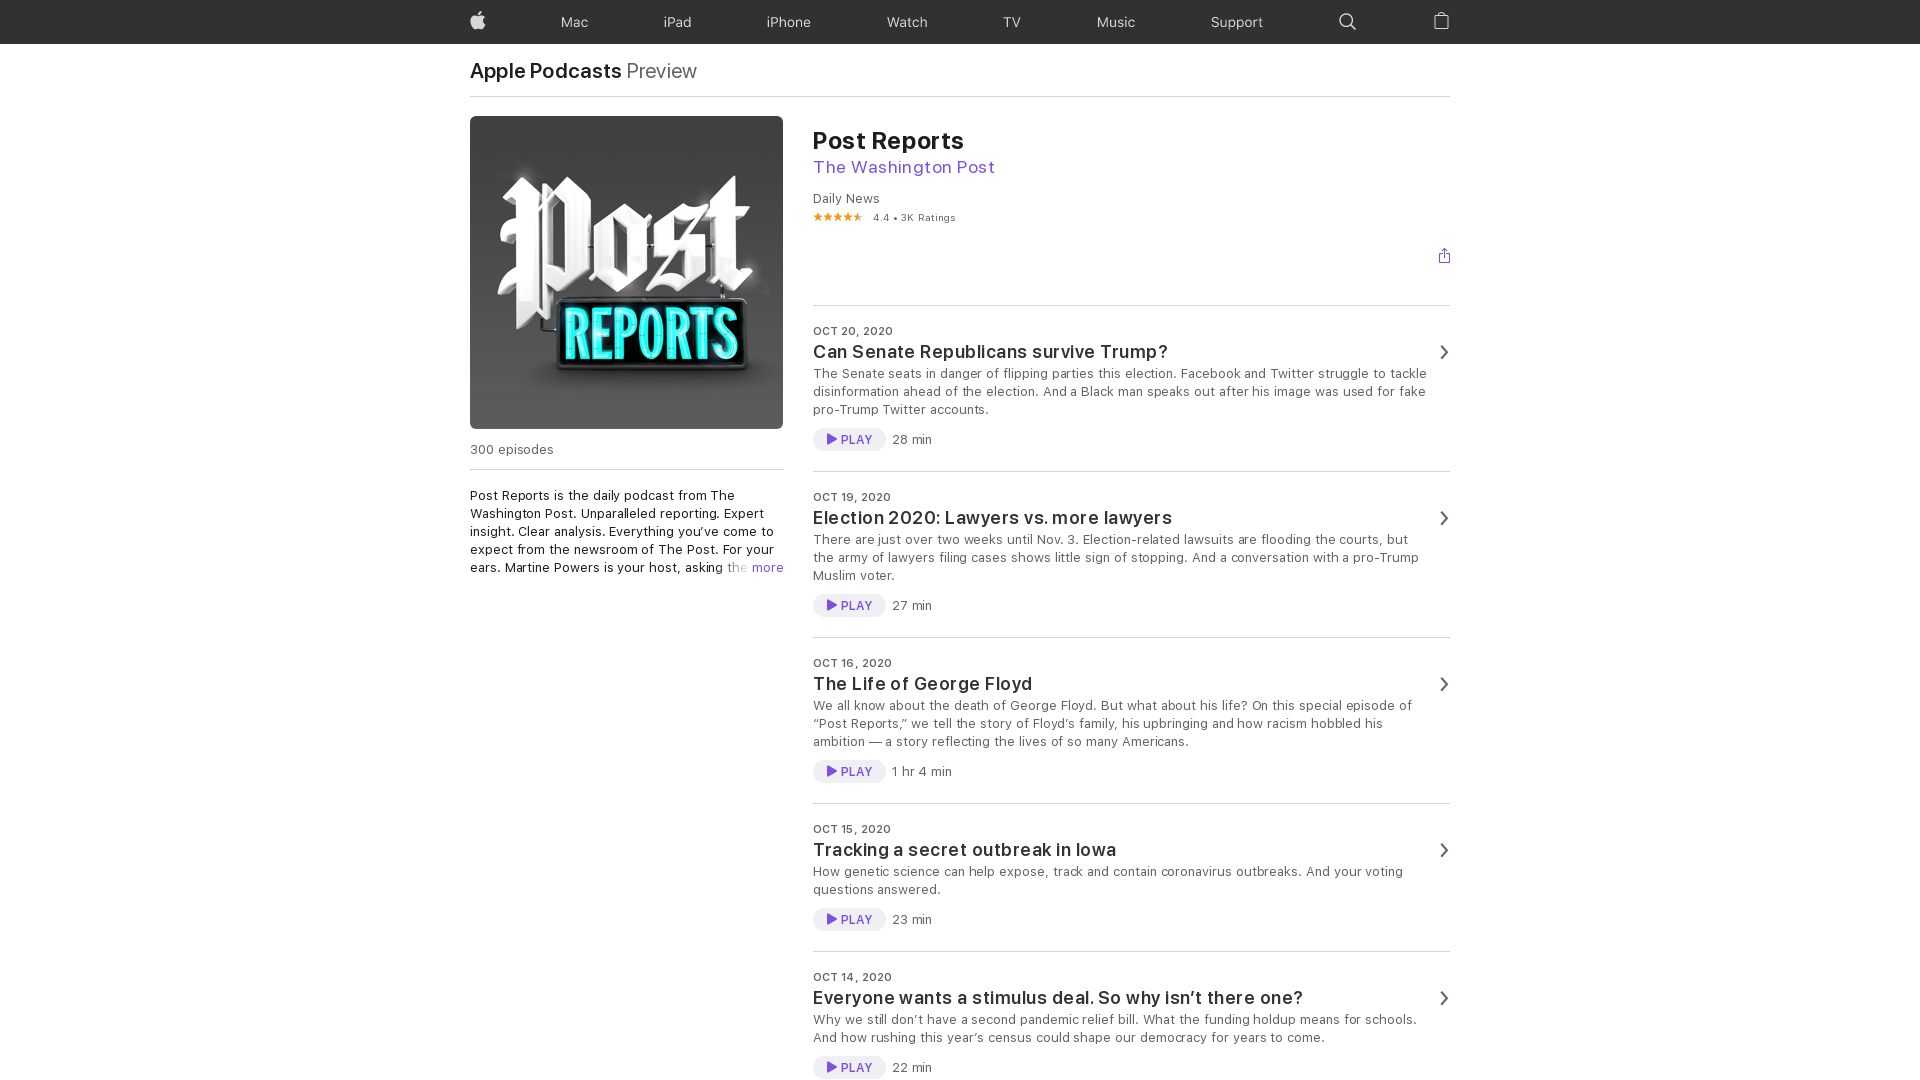 Mac
iPad
iPhone
Watch
TV
Music
Support
Apple Podcasts Preview
Post
REPORTS
300 episodes
Post Reports is the daily podcast from The
Washington Post. Unparalleled reporting. Expert
insight. Clear analysis. Everything you’ve come to
expect from the newsroom of The Post. For your
ears. Martine Powers is your host, asking the more
Post Reports
The Washington Post
Daily News
4.4 • 3K Ratings
OCT 20, 2020
Can Senate Republicans survive Trump?
The Senate seats in danger of flipping parties this election. Facebook and Twitter struggle to tackle
disinformation ahead of the election. And a Black man speaks out after his image was used for fake
pro-Trump Twitter accounts.
PLAY 28 min
OCT 19, 2020
Election 2020: Lawyers vs. more lawyers
There are just over two weeks until Nov. 3. Election-related lawsuits are flooding the courts, but
the army of lawyers filing cases shows little sign of stopping. And a conversation with a pro-Trump
Muslim voter.
PLAY 27 min
OCT 16, 2020
The Life of George Floyd
We all know about the death of George Floyd. But what about his life? On this special episode of
“Post Reports,” we tell the story of Floyd’s family, his upbringing and how racism hobbled his
ambition — a story reflecting the lives of so many Americans.
PLAY 1 hr 4 min
OCT 15, 2020
Tracking a secret outbreak in Iowa
How genetic science can help expose, track and contain coronavirus outbreaks. And your voting
questions answered.
PLAY 23 min
OCT 14, 2020
Everyone wants a stimulus deal. So why isn’t there one?
Why we still don’t have a second pandemic relief bill. What the funding holdup means for schools.
And how rushing this year’s census could shape our democracy for years to come.
PLAY 22 min